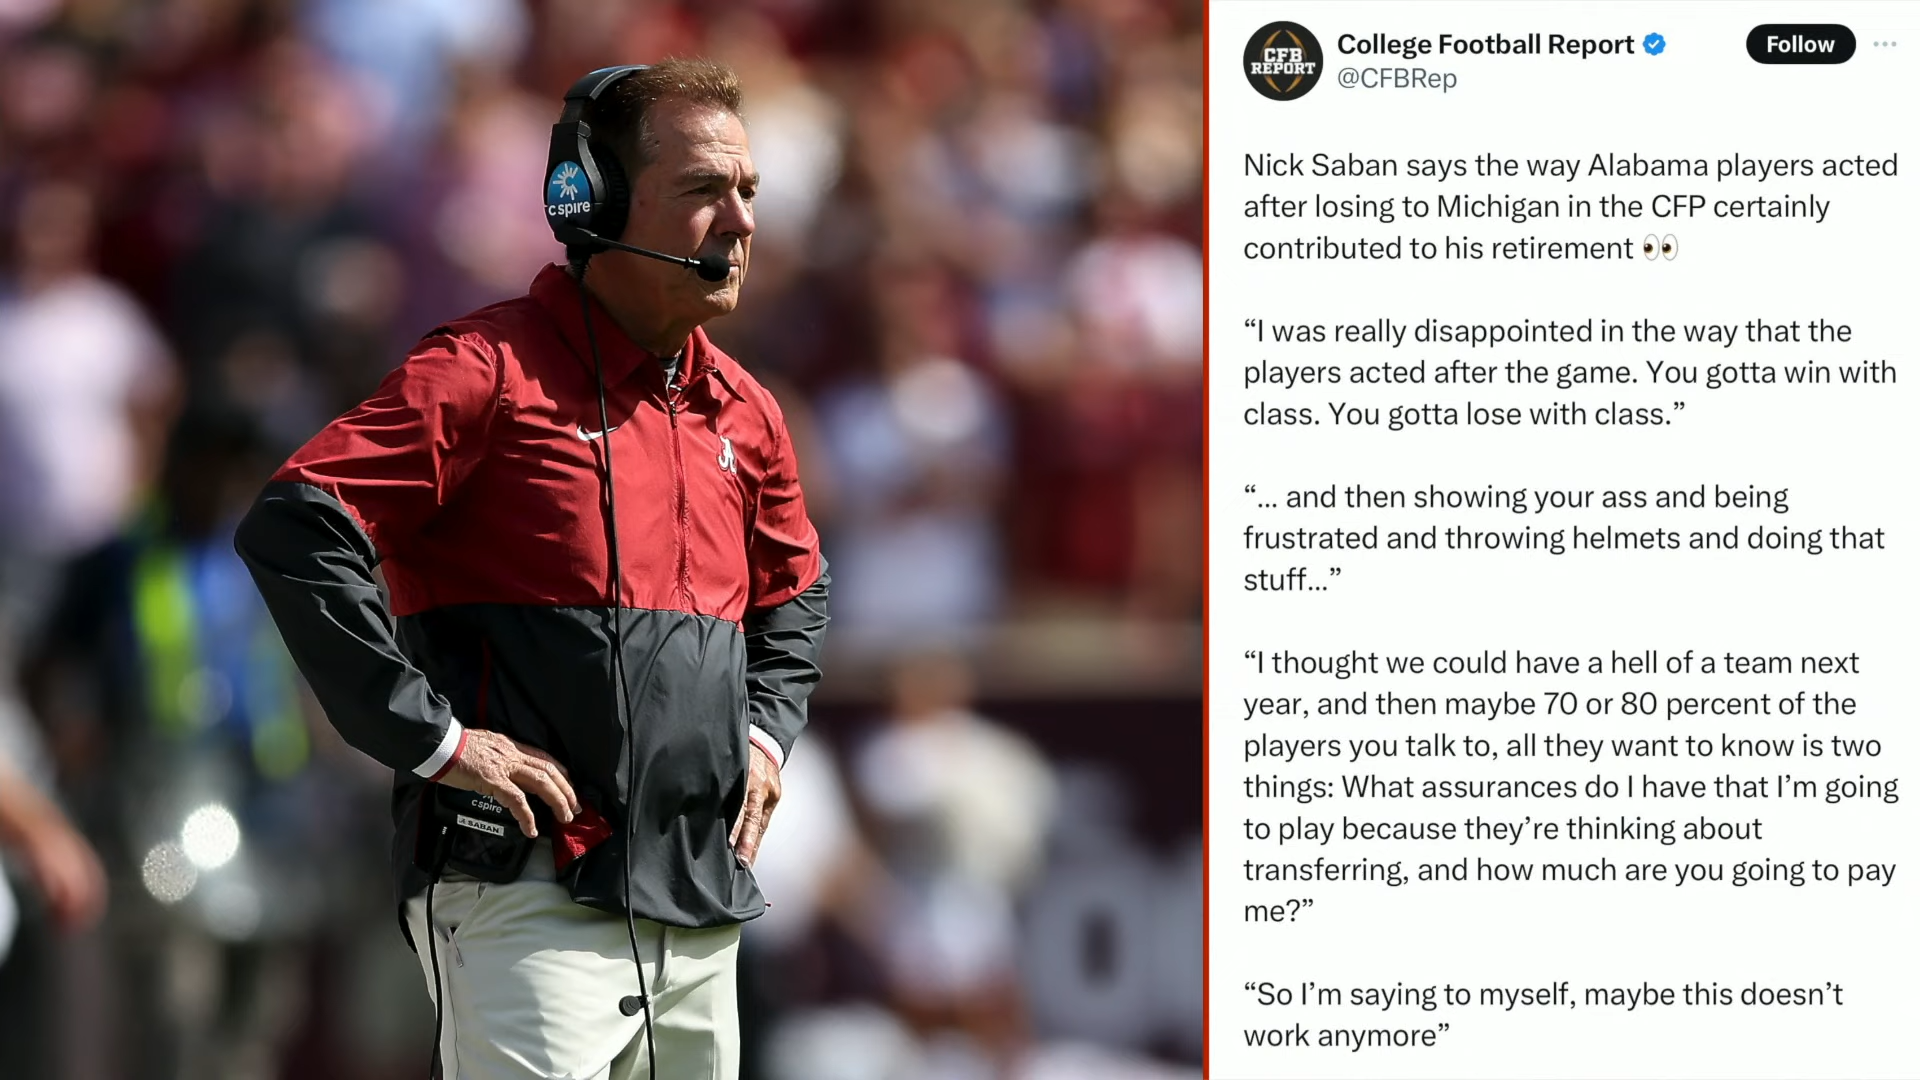 c spire
A
c spire
A SABAN
CFB
REPORT
College Football Report
@CFBRep
Follow
Nick Saban says the way Alabama players acted
after losing to Michigan in the CFP certainly
contributed to his retirement 👀
“I was really disappointed in the way that the
players acted after the game. You gotta win with
class. You gotta lose with class.”
“... and then showing your ass and being
frustrated and throwing helmets and doing that
stuff...”
“I thought we could have a hell of a team next
year, and then maybe 70 or 80 percent of the
players you talk to, all they want to know is two
things: What assurances do I have that I’m going
to play because they’re thinking about
transferring, and how much are you going to pay
me?”
“So I’m saying to myself, maybe this doesn’t
work anymore”